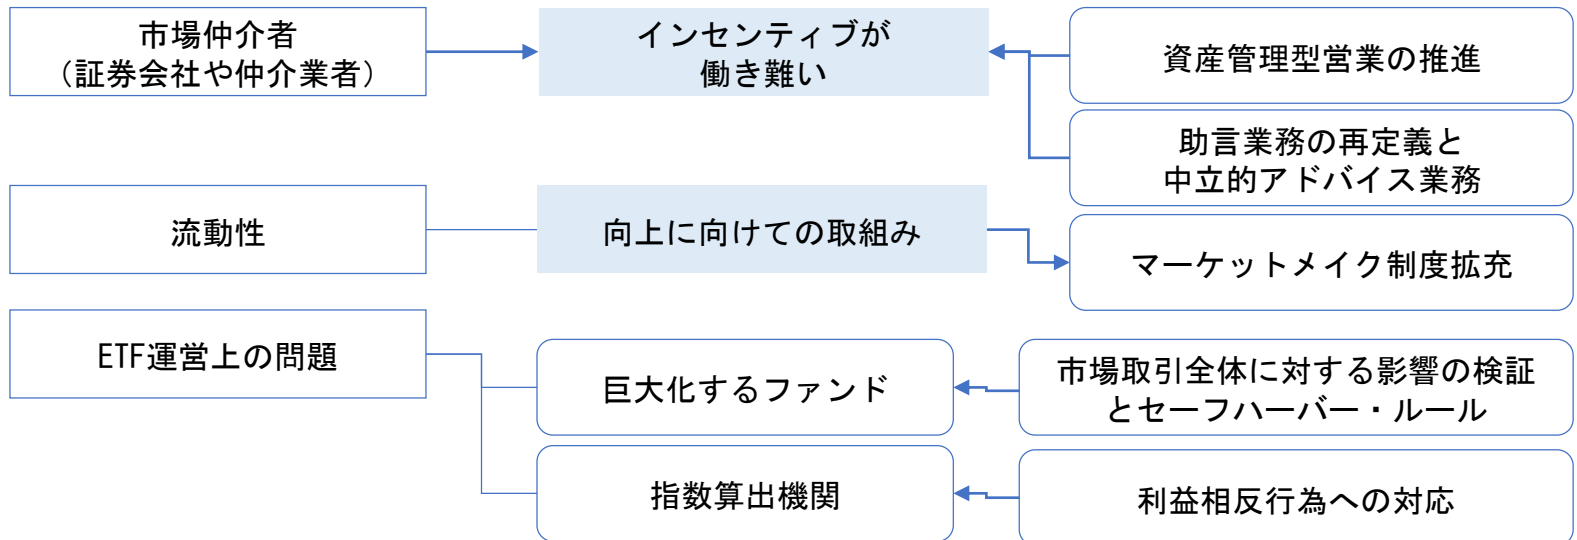 市場仲介者
（証券会社や仲介業者）
インセンティブが
働き難い
資産管理型営業の推進
助言業務の再定義と
中立的アドバイス業務
流動性
向上に向けての取組み
マーケットメイク制度拡充
ETF運営上の問題
巨大化するファンド
市場取引全体に対する影響の検証
とセーフハーバー・ルール
指数算出機関
利益相反行為への対応